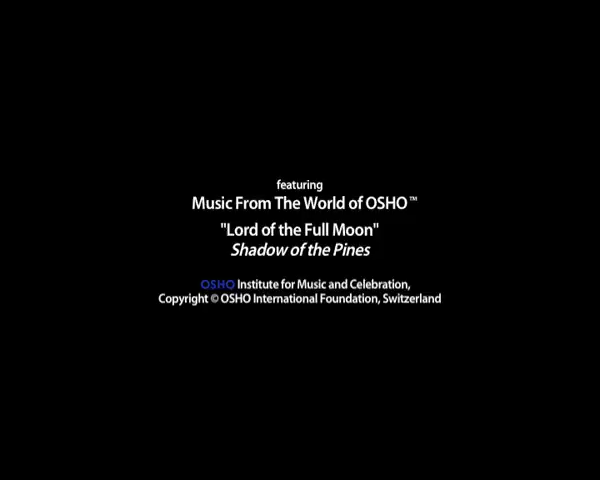 featuring
Music From The World of OSHO™
"Lord of the Full Moon"
Shadow of the Pines
OSHO Institute for Music and Celebration,
Copyright © OSHO International Foundation, Switzerland